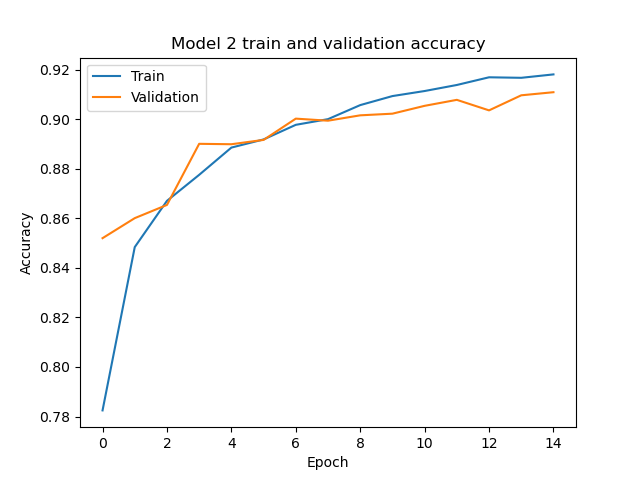 Model 2 train and validation accuracy
Train
Validation
0.92
0.90
0.88
0.86
0.84
0.82
0.80
0.78
Accuracy
0 2 4 6 8 10 12 14
Epoch